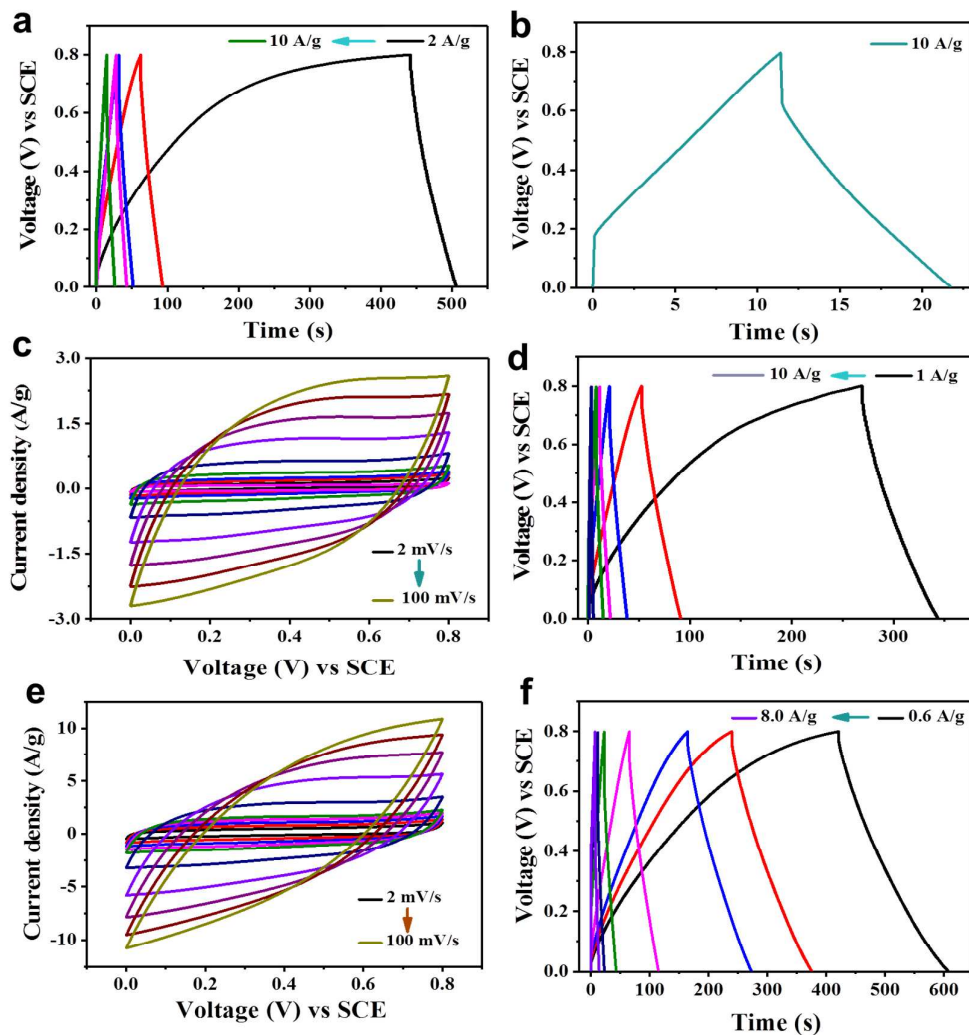 a
10 A/g 2 A/g
Voltage (V) vs SCE
0.8
0.6
0.4
0.2
0.0
0 100 200 300 400 500
Time (s)
b
10 A/g
Voltage (V) vs SCE
0.8
0.6
0.4
0.2
0.0
0 5 10 15 20
Time (s)
c
Current density (A/g)
3.0
1.5
0.0
-1.5
-3.0
2 mV/s
100 mV/s
0.0 0.2 0.4 0.6 0.8
Voltage (V) vs SCE
d
10 A/g 1 A/g
Voltage (V) vs SCE
0.8
0.6
0.4
0.2
0.0
0 100 200 300
Time (s)
e
Current density (A/g)
10
5
0
-5
-10
2 mV/s
100 mV/s
0.0 0.2 0.4 0.6 0.8
Voltage (V) vs SCE
f
8.0 A/g 0.6 A/g
Voltage (V) vs SCE
0.8
0.6
0.4
0.2
0.0
0 100 200 300 400 500 600
Time (s)